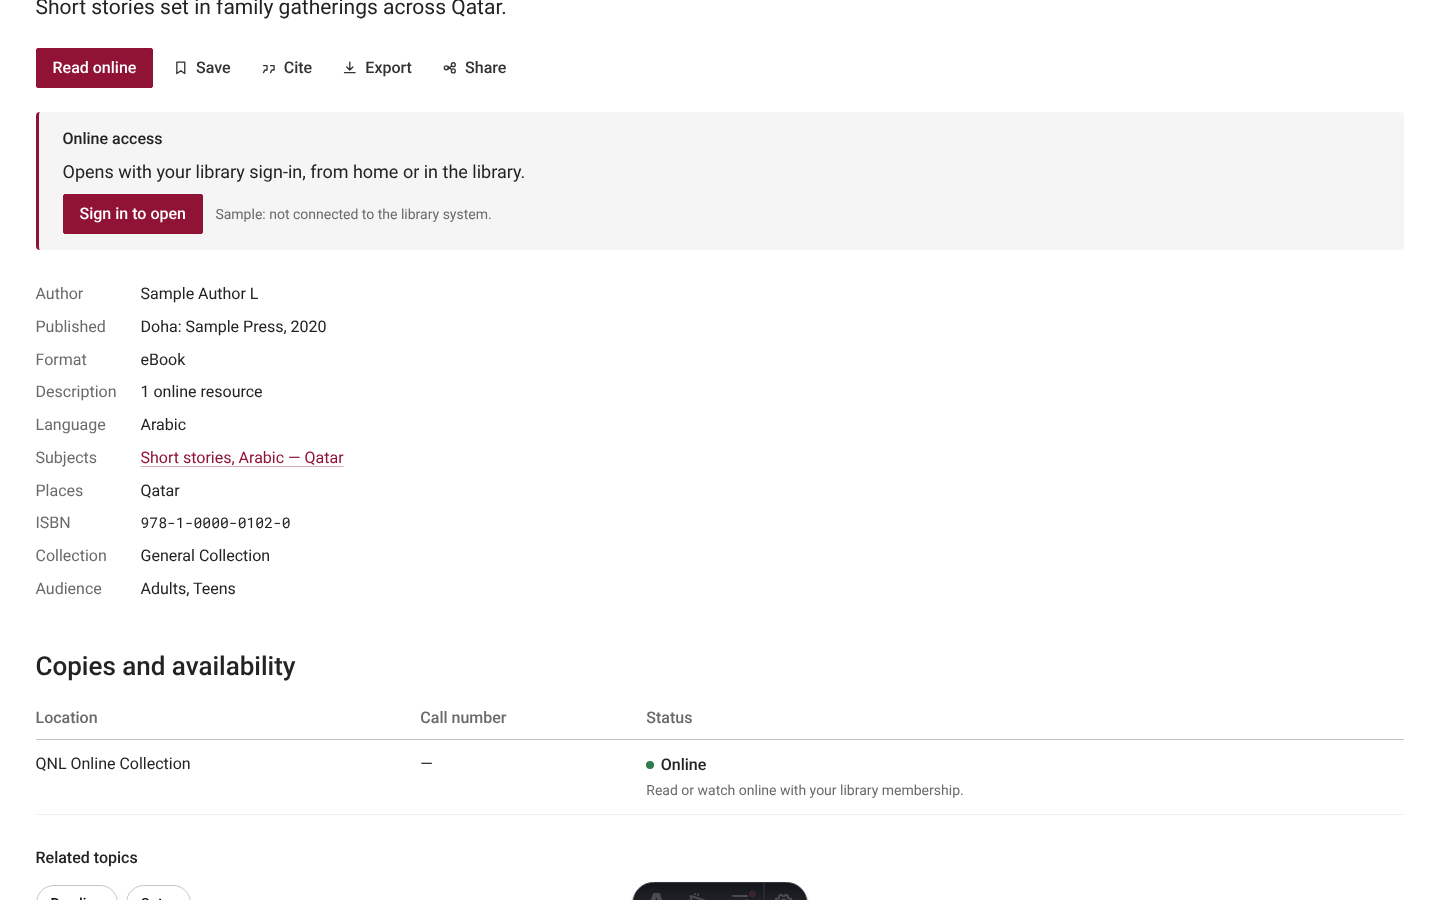 Short stories set in family gatherings across Qatar.
Read online Save Cite Export Share
Online access
Opens with your library sign-in, from home or in the library.
Sign in to open Sample: not connected to the library system.
Author Sample Author L
Published Doha: Sample Press, 2020
Format eBook
Description 1 online resource
Language Arabic
Subjects Short stories, Arabic — Qatar
Places Qatar
ISBN 978-1-0000-0102-0
Collection General Collection
Audience Adults, Teens
Copies and availability
Location Call number Status
QNL Online Collection — Online
Read or watch online with your library membership.
Related topics